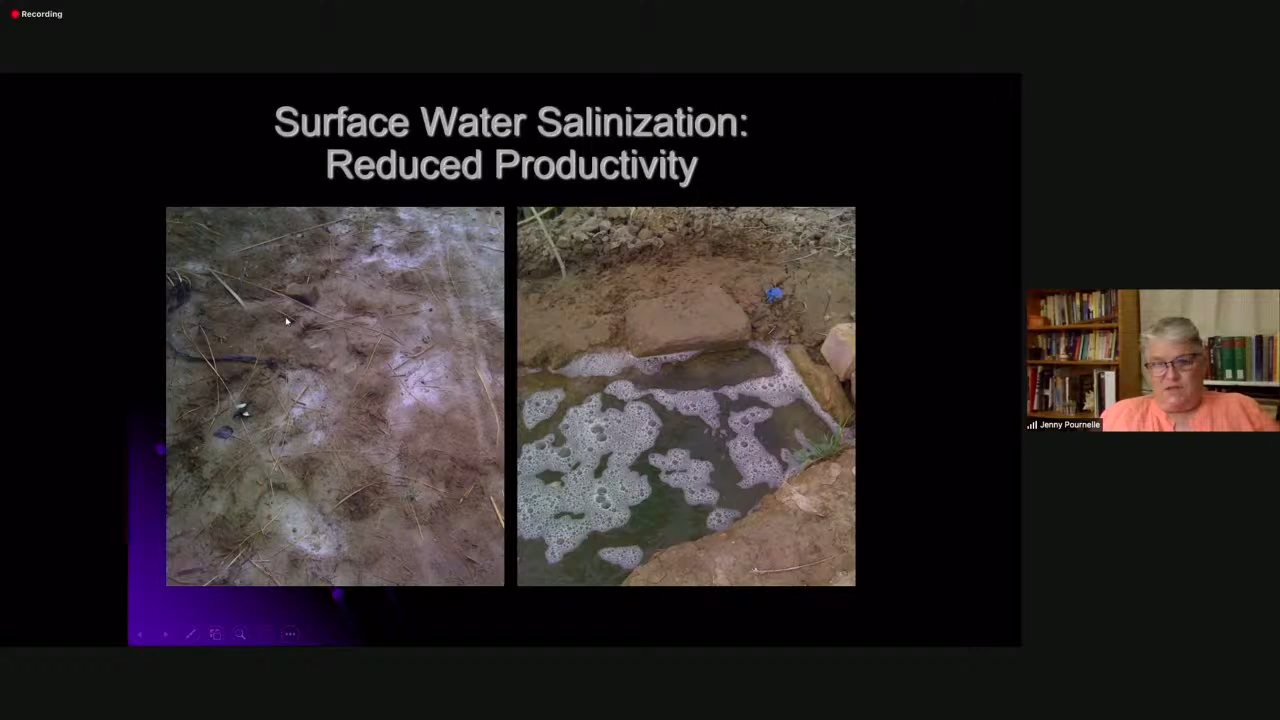 Recording
Surface Water Salinization:
Reduced Productivity
Jenny Pournelle